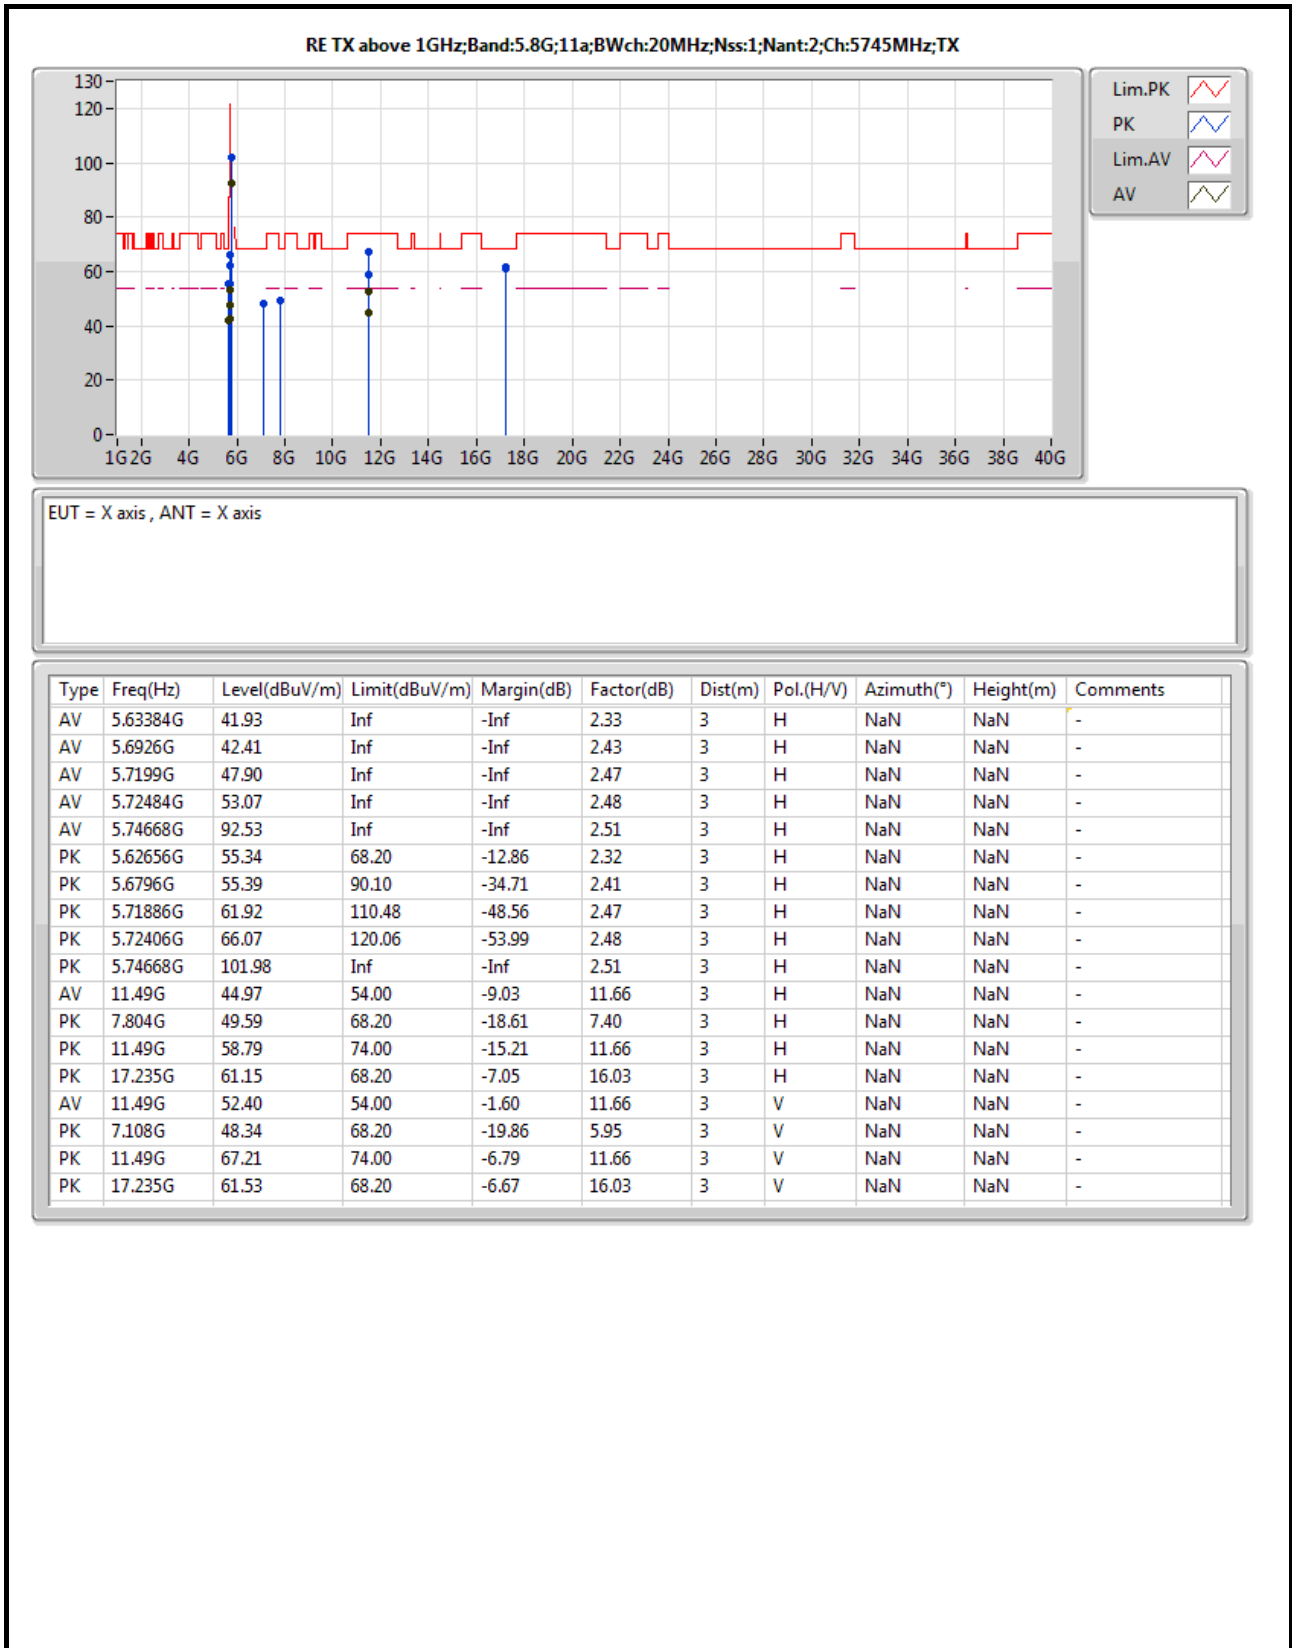 RE TX above 1GHz;Band:5.8G;11a;BWch:20MHz;Nss:1;Nant:2;Ch:5745MHz;TX
130
120
100
80
60
40
20
0
1G 2G 4G 6G 8G 10G 12G 14G 16G 18G 20G 22G 24G 26G 28G 30G 32G 34G 36G 38G 40G
Lim.PK
PK
Lim.AV
AV
EUT = X axis , ANT = X axis
Type Freq(Hz) Level(dBuV/m) Limit(dBuV/m) Margin(dB) Factor(dB) Dist(m) Pol.(H/V) Azimuth(°) Height(m) Comments
AV 5.63384G 41.93 Inf -Inf 2.33 3 H NaN NaN -
AV 5.6926G 42.41 Inf -Inf 2.43 3 H NaN NaN -
AV 5.7199G 47.90 Inf -Inf 2.47 3 H NaN NaN -
AV 5.72484G 53.07 Inf -Inf 2.48 3 H NaN NaN -
AV 5.74668G 92.53 Inf -Inf 2.51 3 H NaN NaN -
PK 5.62656G 55.34 68.20 -12.86 2.32 3 H NaN NaN -
PK 5.6796G 55.39 90.10 -34.71 2.41 3 H NaN NaN -
PK 5.71886G 61.92 110.48 -48.56 2.47 3 H NaN NaN -
PK 5.72406G 66.07 120.06 -53.99 2.48 3 H NaN NaN -
PK 5.74668G 101.98 Inf -Inf 2.51 3 H NaN NaN -
AV 11.49G 44.97 54.00 -9.03 11.66 3 H NaN NaN -
PK 7.804G 49.59 68.20 -18.61 7.40 3 H NaN NaN -
PK 11.49G 58.79 74.00 -15.21 11.66 3 H NaN NaN -
PK 17.235G 61.15 68.20 -7.05 16.03 3 H NaN NaN -
AV 11.49G 52.40 54.00 -1.60 11.66 3 V NaN NaN -
PK 7.108G 48.34 68.20 -19.86 5.95 3 V NaN NaN -
PK 11.49G 67.21 74.00 -6.79 11.66 3 V NaN NaN -
PK 17.235G 61.53 68.20 -6.67 16.03 3 V NaN NaN -